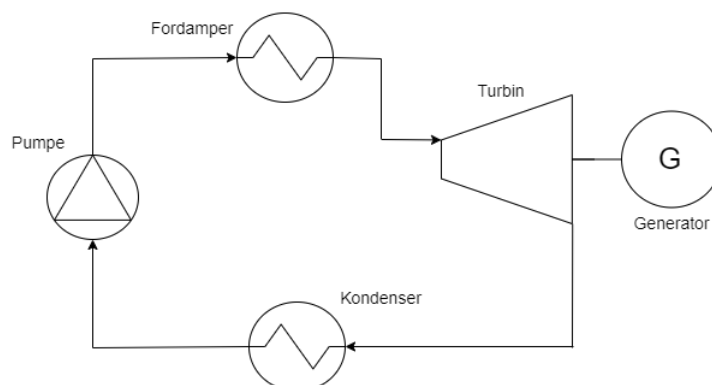 Fordamper
Turbin
Pumpe
G
Generator
Kondenser